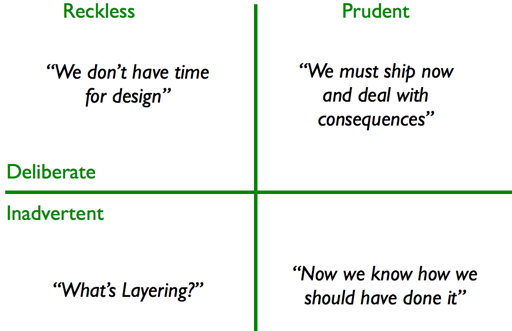 Reckless
Prudent
“We don’t have time
for design”
“We must ship now
and deal with
consequences”
Deliberate
Inadvertent
“What’s Layering?”
“Now we know how we
should have done it”